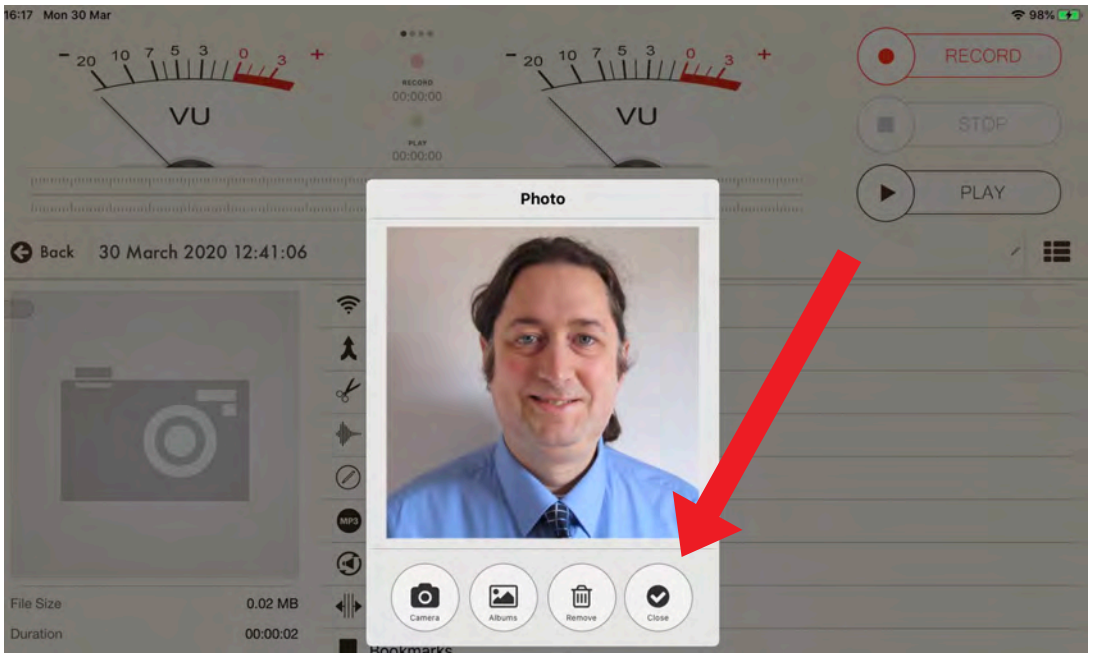 16:17 Mon 30 Mar
98%
- 20 10 7 5 3 0 3 +
VU
RECORD
00:00:00
PLAY
00:00:00
- 20 10 7 5 3 0 3 +
VU
RECORD
STOP
PLAY
Photo
Back 30 March 2020 12:41:06
MP3
Camera
Albums
Remove
Close
File Size 0.02 MB
Duration 00:00:02
Bookmarks